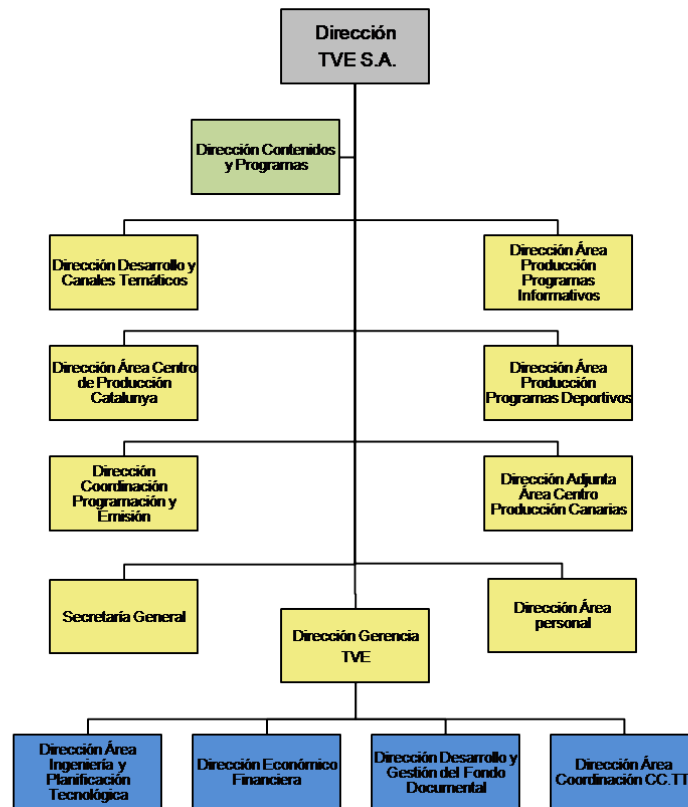 Dirección
TVE S.A.
Dirección Contenidos
y Programas
Dirección Desarrollo y
Canales Temáticos
Dirección Área
Producción
Programas
Informativos
Dirección Área Centro
de Producción
Catalunya
Dirección Área
Producción
Programas Deportivos
Dirección
Coordinación
Programación y
Emisión
Dirección Adjunta
Área Centro
Producción Canarias
Secretaría General
Dirección Gerencia
TVE
Dirección Área
personal
Dirección Área
Ingeniería y
Planificación
Tecnológica
Dirección Económico
Financiera
Dirección Desarrollo y
Gestión del Fondo
Documental
Dirección Área
Coordinación CC.TT